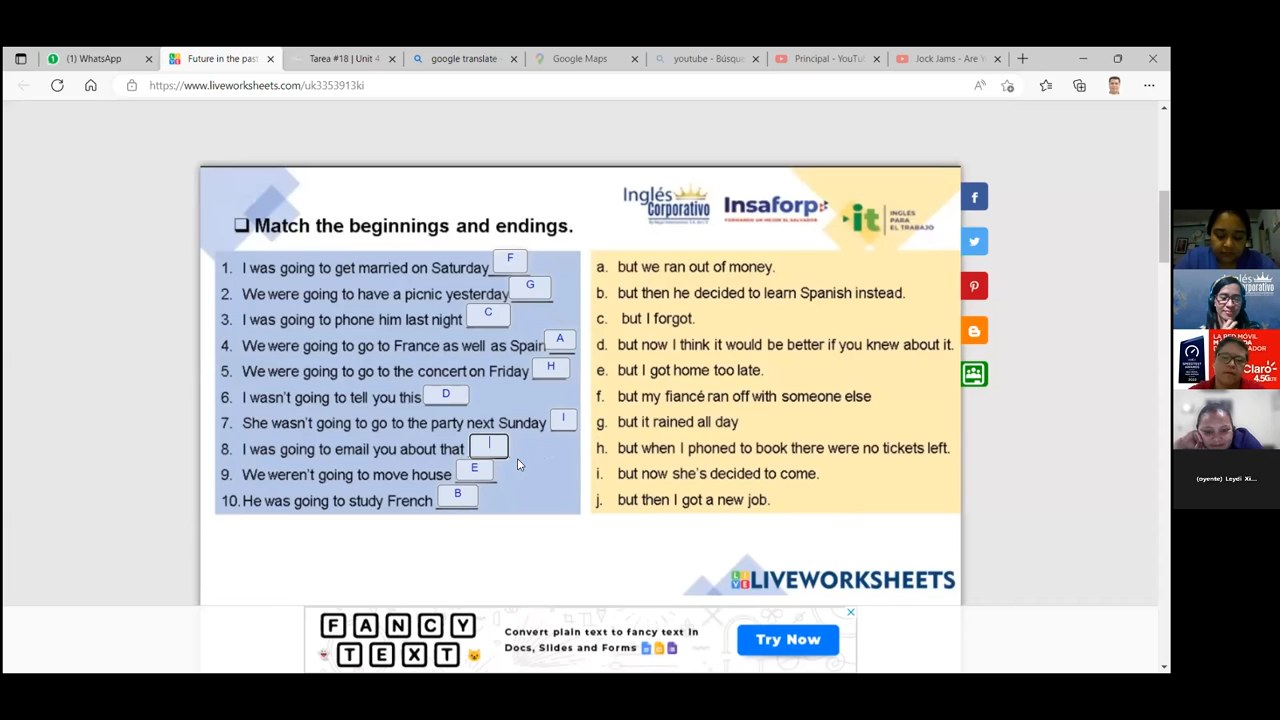 (1) WhatsApp
Future in the past
Tarea #18 | Unit 4
google translate
Google Maps
youtube - Búsqu
Principal - YouTu
Jock Jams - Are Y
https://www.liveworksheets.com/uk3353913ki
Inglés Corporativo
Insaforp
it INGLÉS PARA EL TRABAJO
Match the beginnings and endings.
1. I was going to get married on Saturday F
2. We were going to have a picnic yesterday G
3. I was going to phone him last night C
4. We were going to go to France as well as Spain A
5. We were going to go to the concert on Friday H
6. I wasn't going to tell you this D
7. She wasn't going to go to the party next Sunday I
8. I was going to email you about that
9. We weren't going to move house E
10. He was going to study French B
a. but we ran out of money.
b. but then he decided to learn Spanish instead.
c. but I forgot.
d. but now I think it would be better if you knew about it.
e. but I got home too late.
f. but my fiancé ran off with someone else
g. but it rained all day
h. but when I phoned to book there were no tickets left.
i. but now she's decided to come.
j. but then I got a new job.
LIVEWORKSHEETS
FANCY
TEXT
Convert plain text to fancy text in
Docs, Slides and Forms
Try Now
Claro
4.5G
(oyente) Leydi Xi...